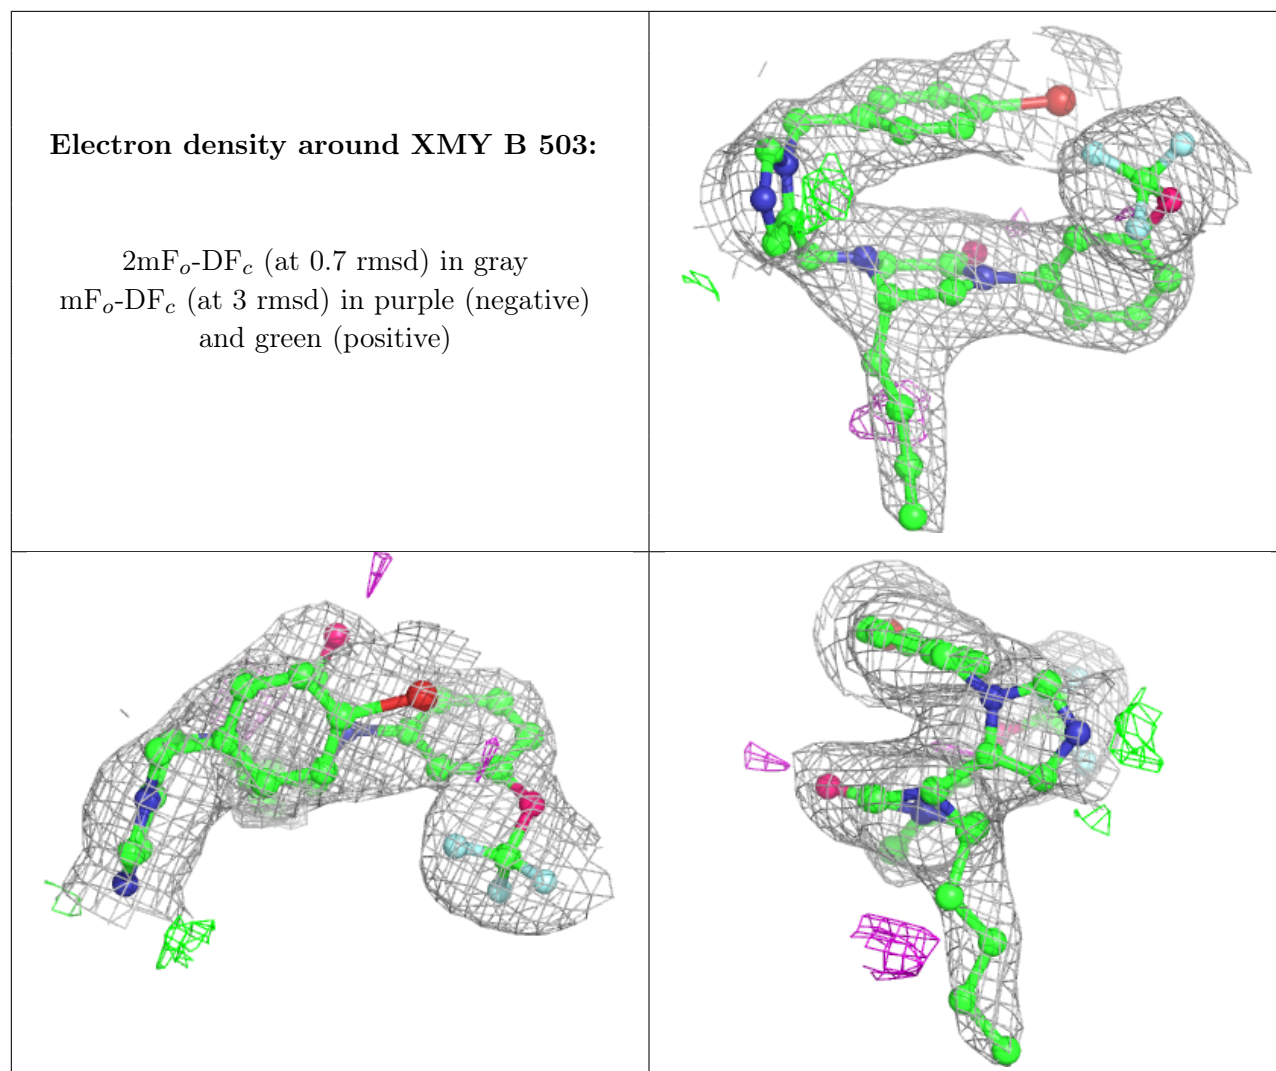 Electron density around XMY B 503:
2mFo-DFc (at 0.7 rmsd) in gray
mFo-DFc (at 3 rmsd) in purple (negative)
and green (positive)